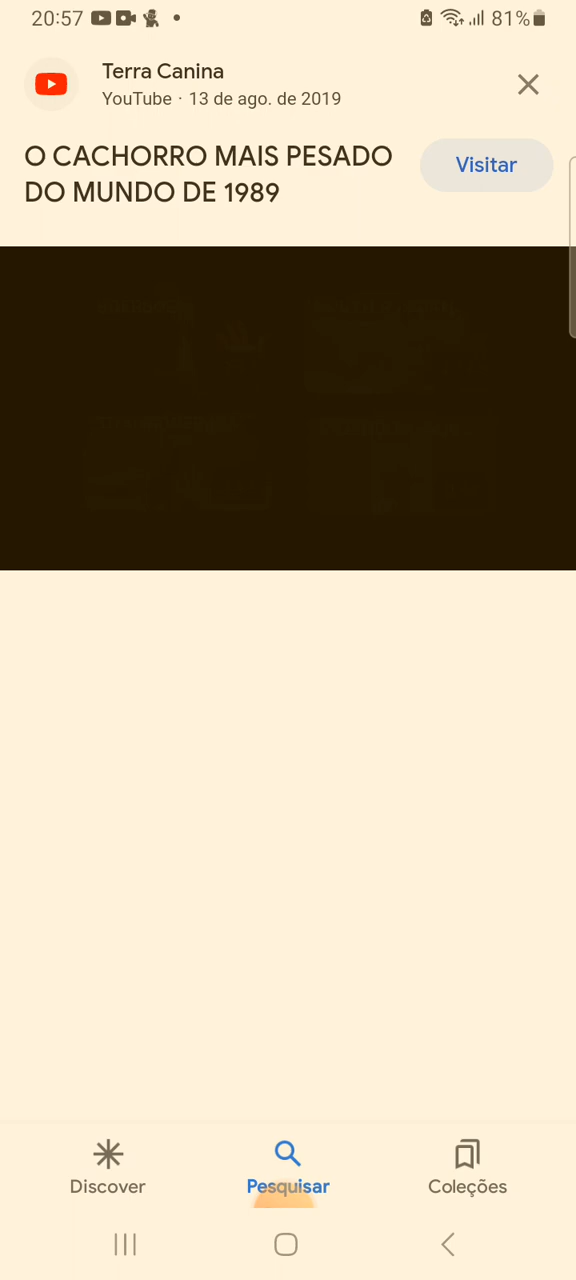 20:57
81%
Terra Canina
YouTube · 13 de ago. de 2019
O CACHORRO MAIS PESADO
DO MUNDO DE 1989
Visitar
Discover
Pesquisar
Coleções